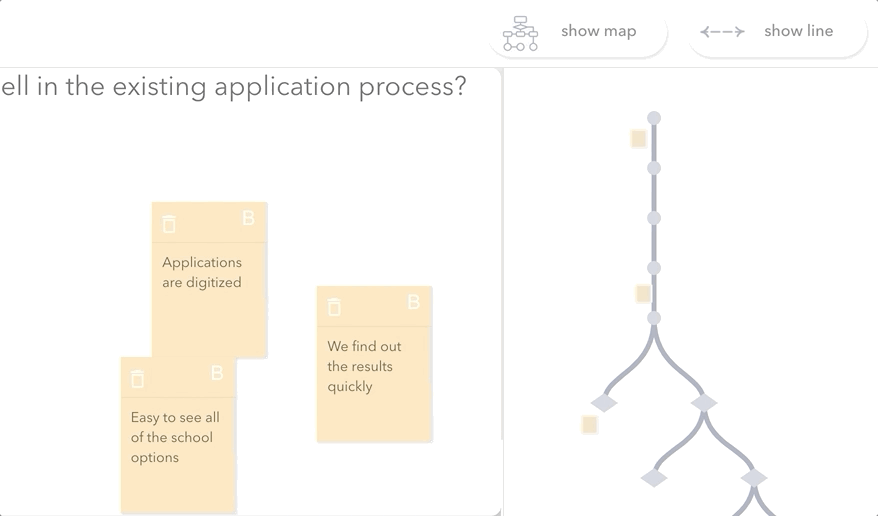 show map
show line
ell in the existing application process?
B
Applications
are digitized
B
We find out
the results
quickly
B
Easy to see all
of the school
options